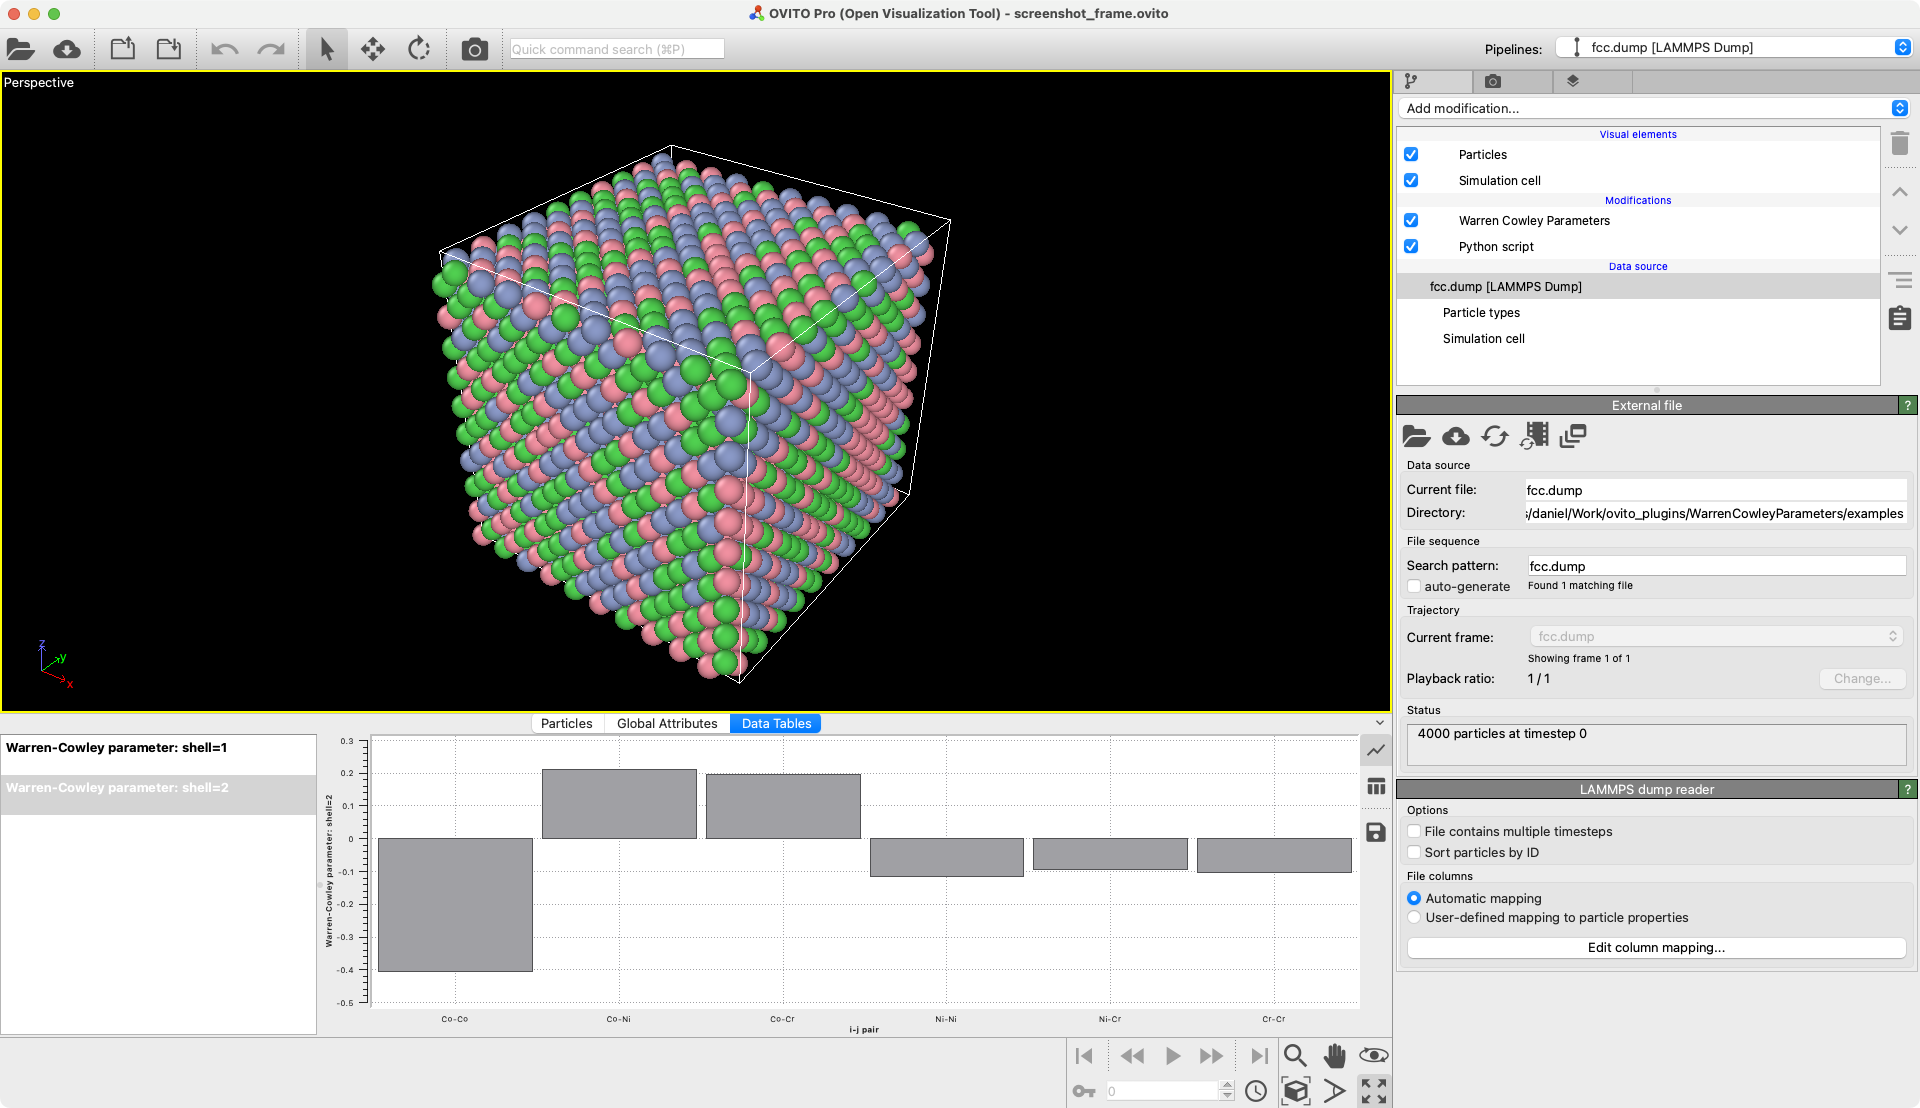 OVITO Pro (Open Visualization Tool) - screenshot_frame.ovito
Quick command search (⌘P)
Pipelines:
fcc.dump [LAMMPS Dump]
Perspective
z
y
x
Add modification...
Visual elements
Particles
Simulation cell
Modifications
Warren Cowley Parameters
Python script
Data source
fcc.dump [LAMMPS Dump]
Particle types
Simulation cell
External file
?
Data source
Current file:
fcc.dump
Directory:
/daniel/Work/ovito_plugins/WarrenCowleyParameters/examples
File sequence
Search pattern:
fcc.dump
auto-generate
Found 1 matching file
Trajectory
Current frame:
fcc.dump
Showing frame 1 of 1
Playback ratio:
1 / 1
Change...
Status
4000 particles at timestep 0
LAMMPS dump reader
?
Options
File contains multiple timesteps
Sort particles by ID
File columns
Automatic mapping
User-defined mapping to particle properties
Edit column mapping...
Particles
Global Attributes
Data Tables
Warren-Cowley parameter: shell=1
Warren-Cowley parameter: shell=2
Warren-Cowley parameter: shell=2
0.3
0.2
0.1
0
-0.1
-0.2
-0.3
-0.4
-0.5
Co-Co
Co-Ni
Co-Cr
Ni-Ni
Ni-Cr
Cr-Cr
i-j pair
0